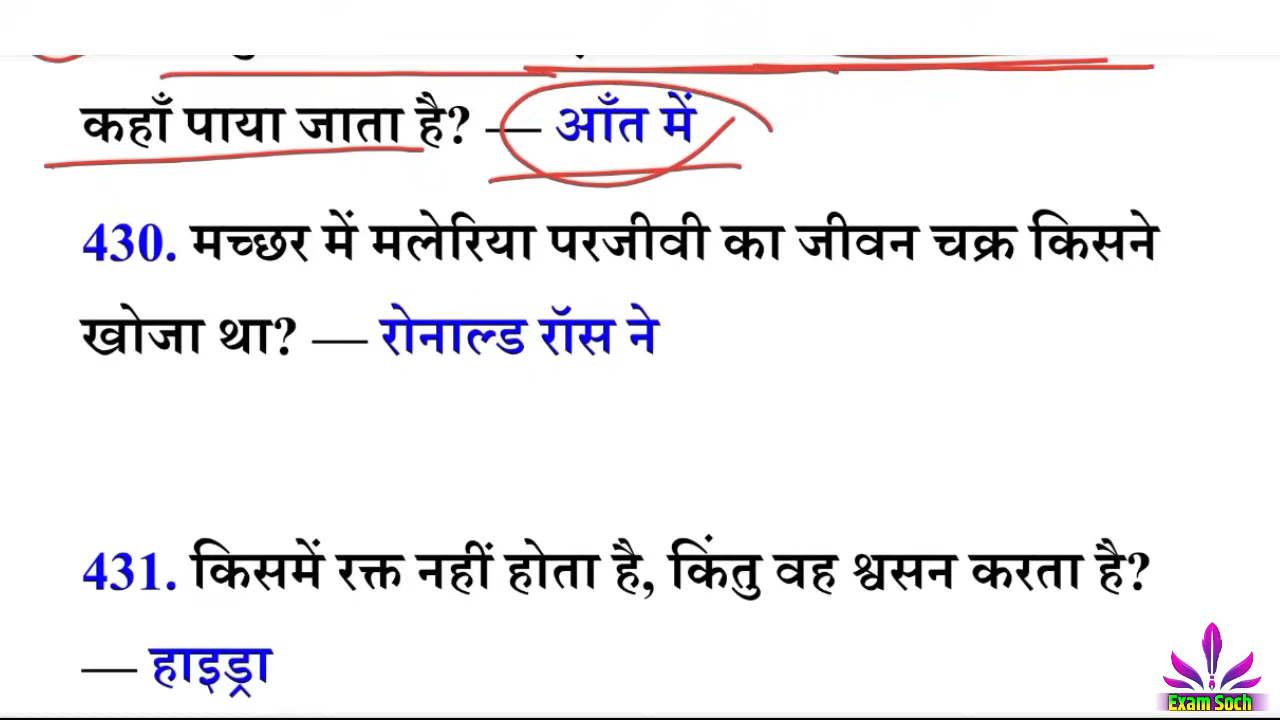 कहाँ पाया जाता है? — आँत में
430. मच्छर में मलेरिया परजीवी का जीवन चक्र किसने
खोजा था? — रोनाल्ड रॉस ने
431. किसमें रक्त नहीं होता है, किंतु वह श्वसन करता है?
— हाइड्रा
Exam Soch